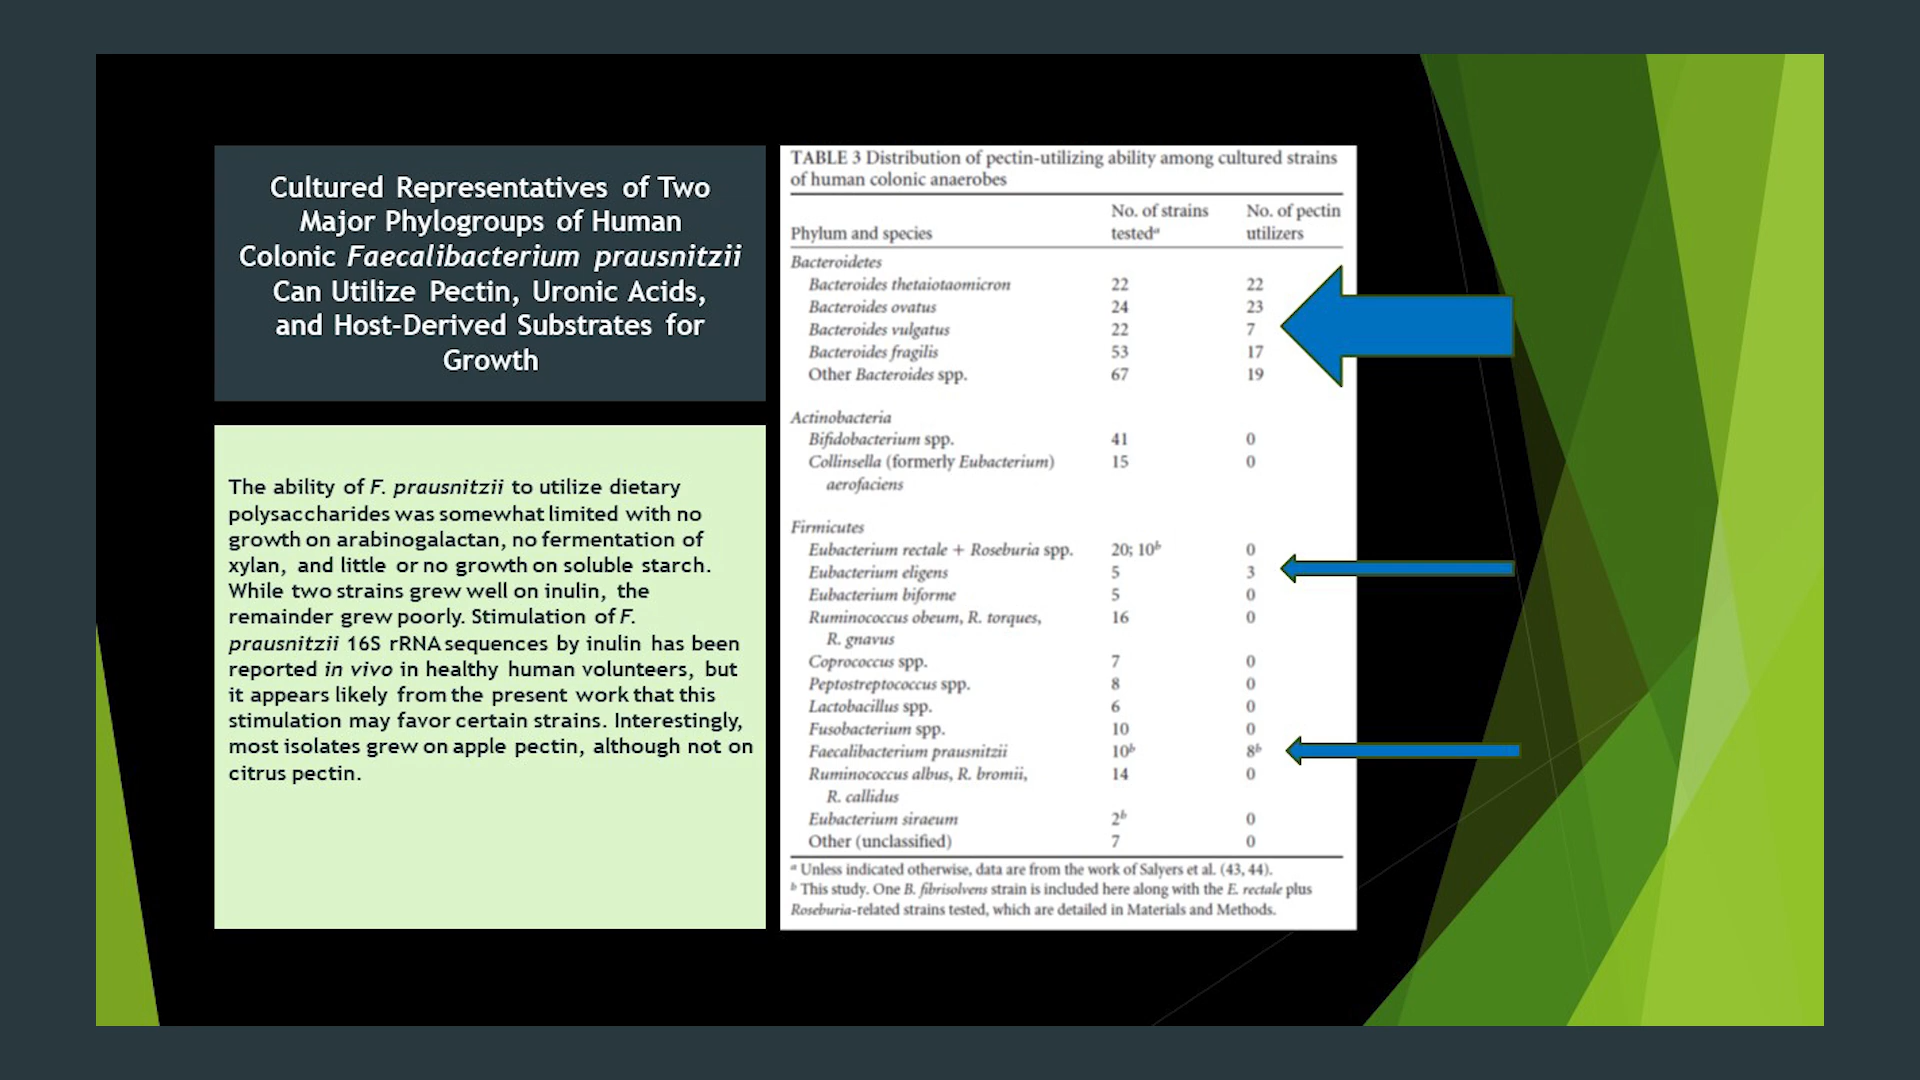 Cultured Representatives of Two
Major Phylogroups of Human
Colonic Faecalibacterium prausnitzii
Can Utilize Pectin, Uronic Acids,
and Host-Derived Substrates for
Growth
The ability of F. prausnitzii to utilize dietary
polysaccharides was somewhat limited with no
growth on arabinogalactan, no fermentation of
xylan, and little or no growth on soluble starch.
While two strains grew well on inulin, the
remainder grew poorly. Stimulation of F.
prausnitzii 16S rRNA sequences by inulin has been
reported in vivo in healthy human volunteers, but
it appears likely from the present work that this
stimulation may favor certain strains. Interestingly,
most isolates grew on apple pectin, although not on
citrus pectin.
TABLE 3 Distribution of pectin-utilizing ability among cultured strains
of human colonic anaerobes
No. of strains No. of pectin
Phylum and species testedᵃ utilizers
Bacteroidetes
Bacteroides thetaiotaomicron 22 22
Bacteroides ovatus 24 23
Bacteroides vulgatus 22 7
Bacteroides fragilis 53 17
Other Bacteroides spp. 67 19
Actinobacteria
Bifidobacterium spp. 41 0
Collinsella (formerly Eubacterium) 15 0
aerofaciens
Firmicutes
Eubacterium rectale + Roseburia spp. 20; 10ᵇ 0
Eubacterium eligens 5 3
Eubacterium biforme 5 0
Ruminococcus obeum, R. torques, 16 0
R. gnavus
Coprococcus spp. 7 0
Peptostreptococcus spp. 8 0
Lactobacillus spp. 6 0
Fusobacterium spp. 10 0
Faecalibacterium prausnitzii 10ᵇ 8ᵇ
Ruminococcus albus, R. bromii, 14 0
R. callidus
Eubacterium siraeum 2ᵇ 0
Other (unclassified) 7 0
ᵃ Unless indicated otherwise, data are from the work of Salyers et al. (43, 44).
ᵇ This study. One B. fibrisolvens strain is included here along with the E. rectale plus
Roseburia-related strains tested, which are detailed in Materials and Methods.